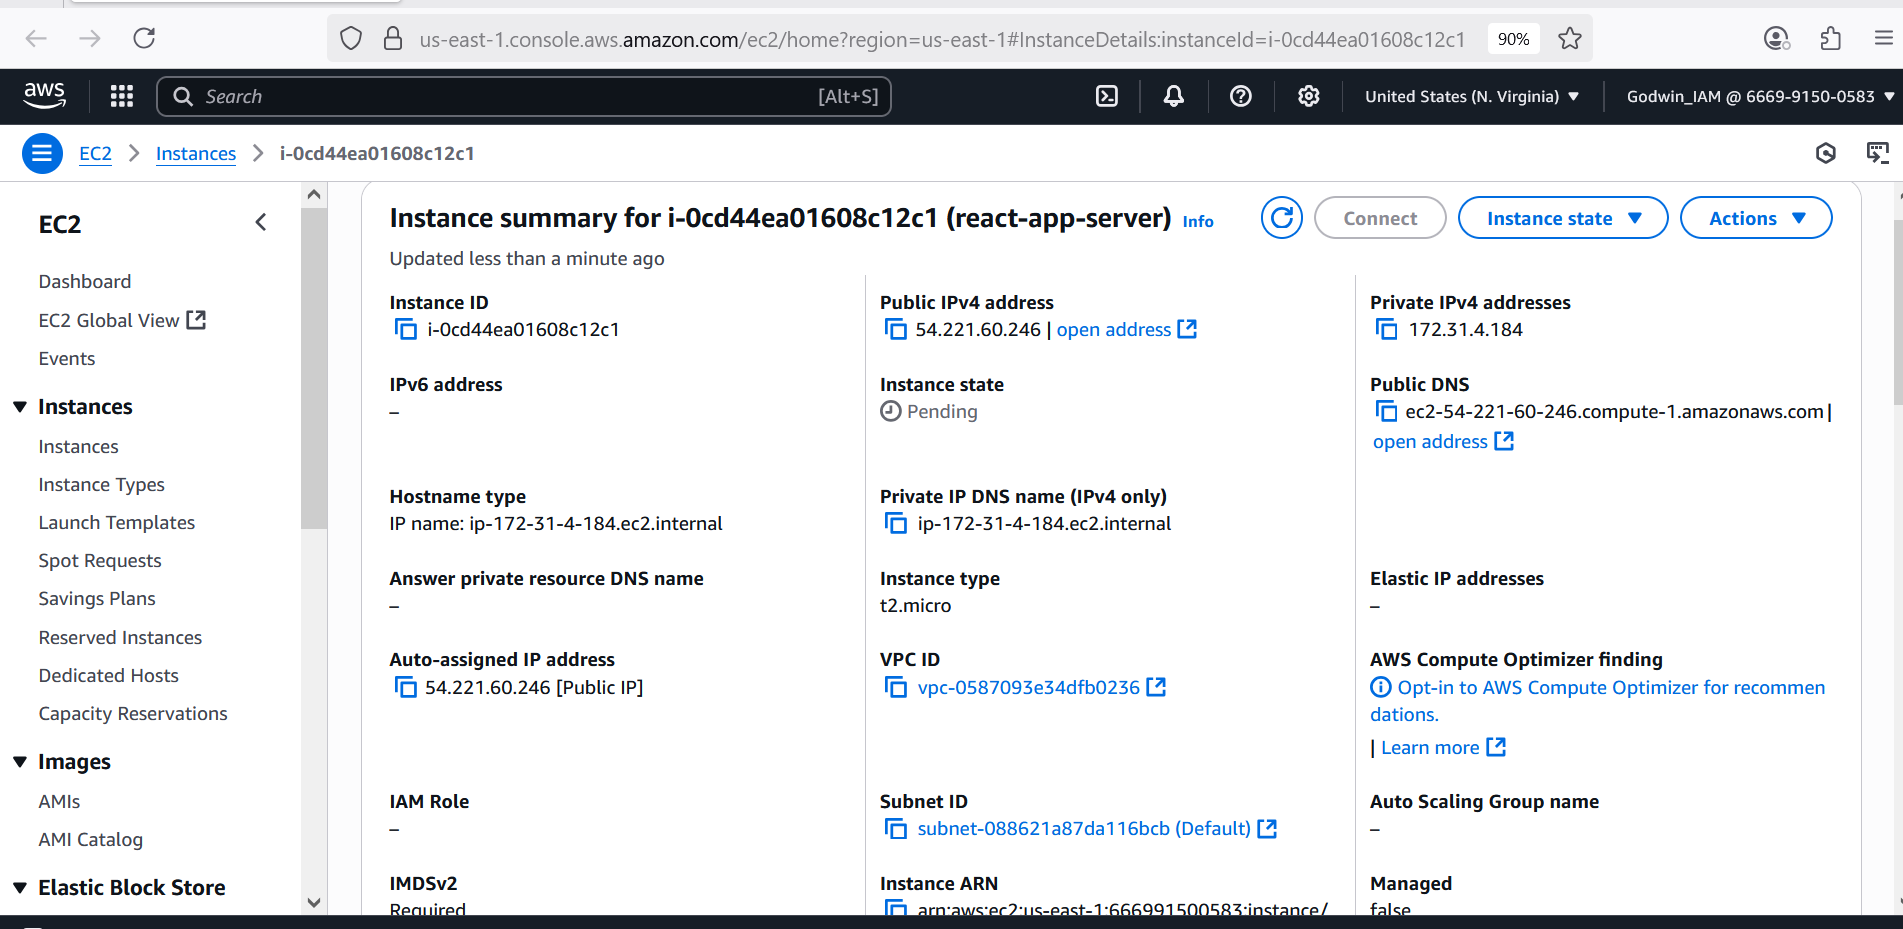 us-east-1.console.aws.amazon.com/ec2/home?region=us-east-1#InstanceDetails:instanceId=i-0cd44ea01608c12c1
90%
aws
Search
[Alt+S]
United States (N. Virginia)
Godwin_IAM @ 6669-9150-0583
EC2
Instances
i-0cd44ea01608c12c1
EC2
Dashboard
EC2 Global View
Events
Instances
Instances
Instance Types
Launch Templates
Spot Requests
Savings Plans
Reserved Instances
Dedicated Hosts
Capacity Reservations
Images
AMIs
AMI Catalog
Elastic Block Store
Instance summary for i-0cd44ea01608c12c1 (react-app-server) Info
Connect
Instance state
Actions
Updated less than a minute ago
Instance ID
i-0cd44ea01608c12c1
Public IPv4 address
54.221.60.246 | open address
Private IPv4 addresses
172.31.4.184
IPv6 address
–
Instance state
Pending
Public DNS
ec2-54-221-60-246.compute-1.amazonaws.com |
open address
Hostname type
IP name: ip-172-31-4-184.ec2.internal
Private IP DNS name (IPv4 only)
ip-172-31-4-184.ec2.internal
Answer private resource DNS name
–
Instance type
t2.micro
Elastic IP addresses
–
Auto-assigned IP address
54.221.60.246 [Public IP]
VPC ID
vpc-0587093e34dfb0236
AWS Compute Optimizer finding
Opt-in to AWS Compute Optimizer for recommen
dations.
| Learn more
IAM Role
–
Subnet ID
subnet-088621a87da116bcb (Default)
Auto Scaling Group name
–
IMDSv2
Required
Instance ARN
arn:aws:ec2:us-east-1:666991500583:instance/
Managed
false